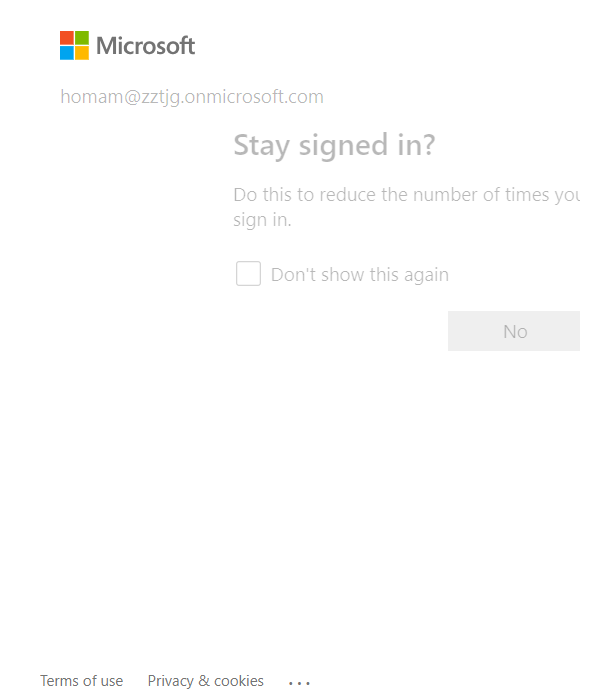 Microsoft
homam@zztjg.onmicrosoft.com
Stay signed in?
Do this to reduce the number of times you
sign in.
Don't show this again
No
Terms of use
Privacy & cookies
...